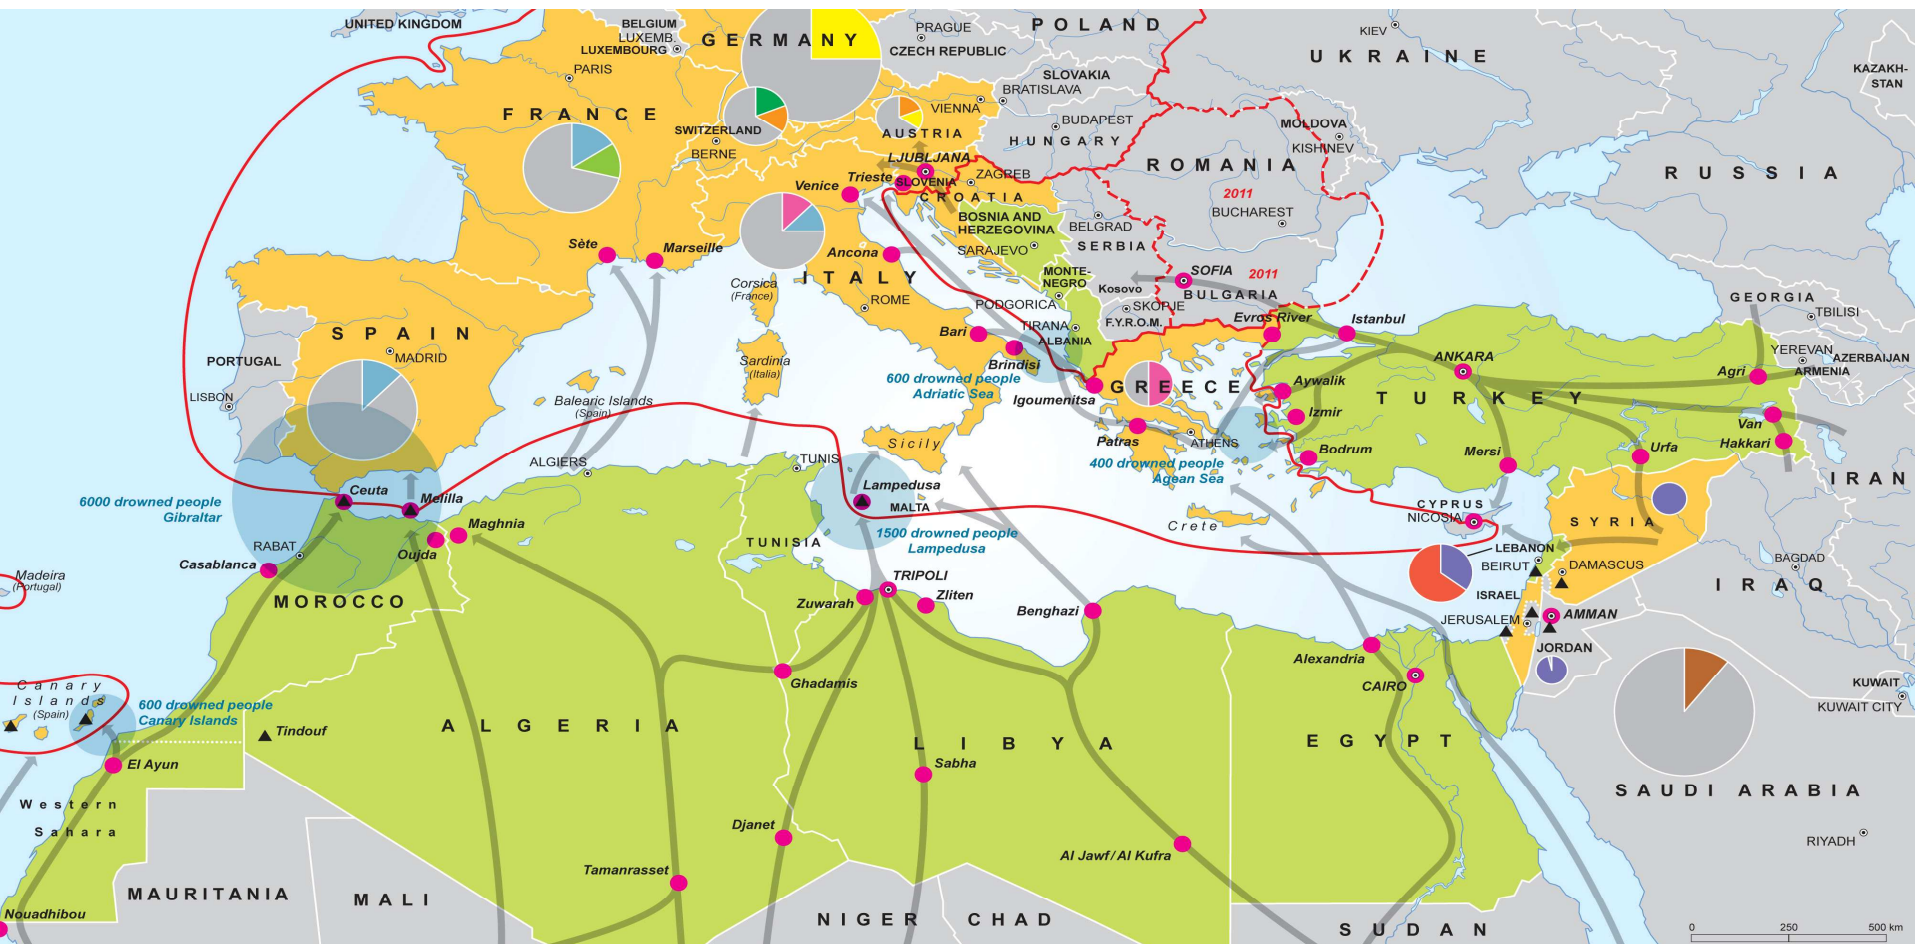 UNITED KINGDOM
BELGIUM
LUXEMB.
LUXEMBOURG
GERMANY
PRAGUE
CZECH REPUBLIC
POLAND
KIEV
UKRAINE
KAZAKH-
STAN
PARIS
FRANCE
SLOVAKIA
BRATISLAVA
VIENNA
AUSTRIA
SWITZERLAND
BERNE
BUDAPEST
HUNGARY
MOLDOVA
KISHINEV
ROMANIA
2011
BUCHAREST
RUSSIA
LJUBLJANA
SLOVENIA
Trieste
Venice
ZAGREB
CROATIA
BOSNIA AND
HERZEGOVINA
SARAJEVO
BELGRAD
SERBIA
Sète
Marseille
Ancona
ITALY
ROME
Corsica
(France)
MONTE-
NEGRO
PODGORICA
Kosovo
SKOPJE
F.Y.R.O.M.
SOFIA
2011
BULGARIA
GEORGIA
TBILISI
SPAIN
MADRID
PORTUGAL
LISBON
Sardinia
(Italia)
Bari
Brindisi
TIRANA
ALBANIA
Evros River
Istanbul
ANKARA
YEREVAN
ARMENIA
AZERBAIJAN
Agri
600 drowned people
Adriatic Sea
Igoumenitsa
GREECE
Aywalik
TURKEY
Balearic Islands
(Spain)
Izmir
Van
Hakkari
Patras
ATHENS
Sicily
Bodrum
Mersi
Urfa
400 drowned people
Agean Sea
IRAN
ALGIERS
TUNIS
6000 drowned people
Gibraltar
Ceuta
Melilla
Lampedusa
MALTA
CYPRUS
NICOSIA
SYRIA
Maghnia
Oujda
RABAT
Casablanca
TUNISIA
1500 drowned people
Lampedusa
Crete
LEBANON
BEIRUT
DAMASCUS
BAGDAD
IRAQ
Madeira
(Portugal)
MOROCCO
TRIPOLI
Zuwarah
Zliten
Benghazi
ISRAEL
JERUSALEM
AMMAN
JORDAN
Alexandria
CAIRO
Ghadamis
Canary
Islands
(Spain)
600 drowned people
Canary Islands
Tindouf
ALGERIA
LIBYA
EGYPT
KUWAIT
KUWAIT CITY
El Ayun
Sabha
SAUDI ARABIA
Western
Sahara
Djanet
RIYADH
Al Jawf/Al Kufra
Tamanrasset
MAURITANIA
MALI
Nouadhibou
NIGER
CHAD
SUDAN
0 250 500 km